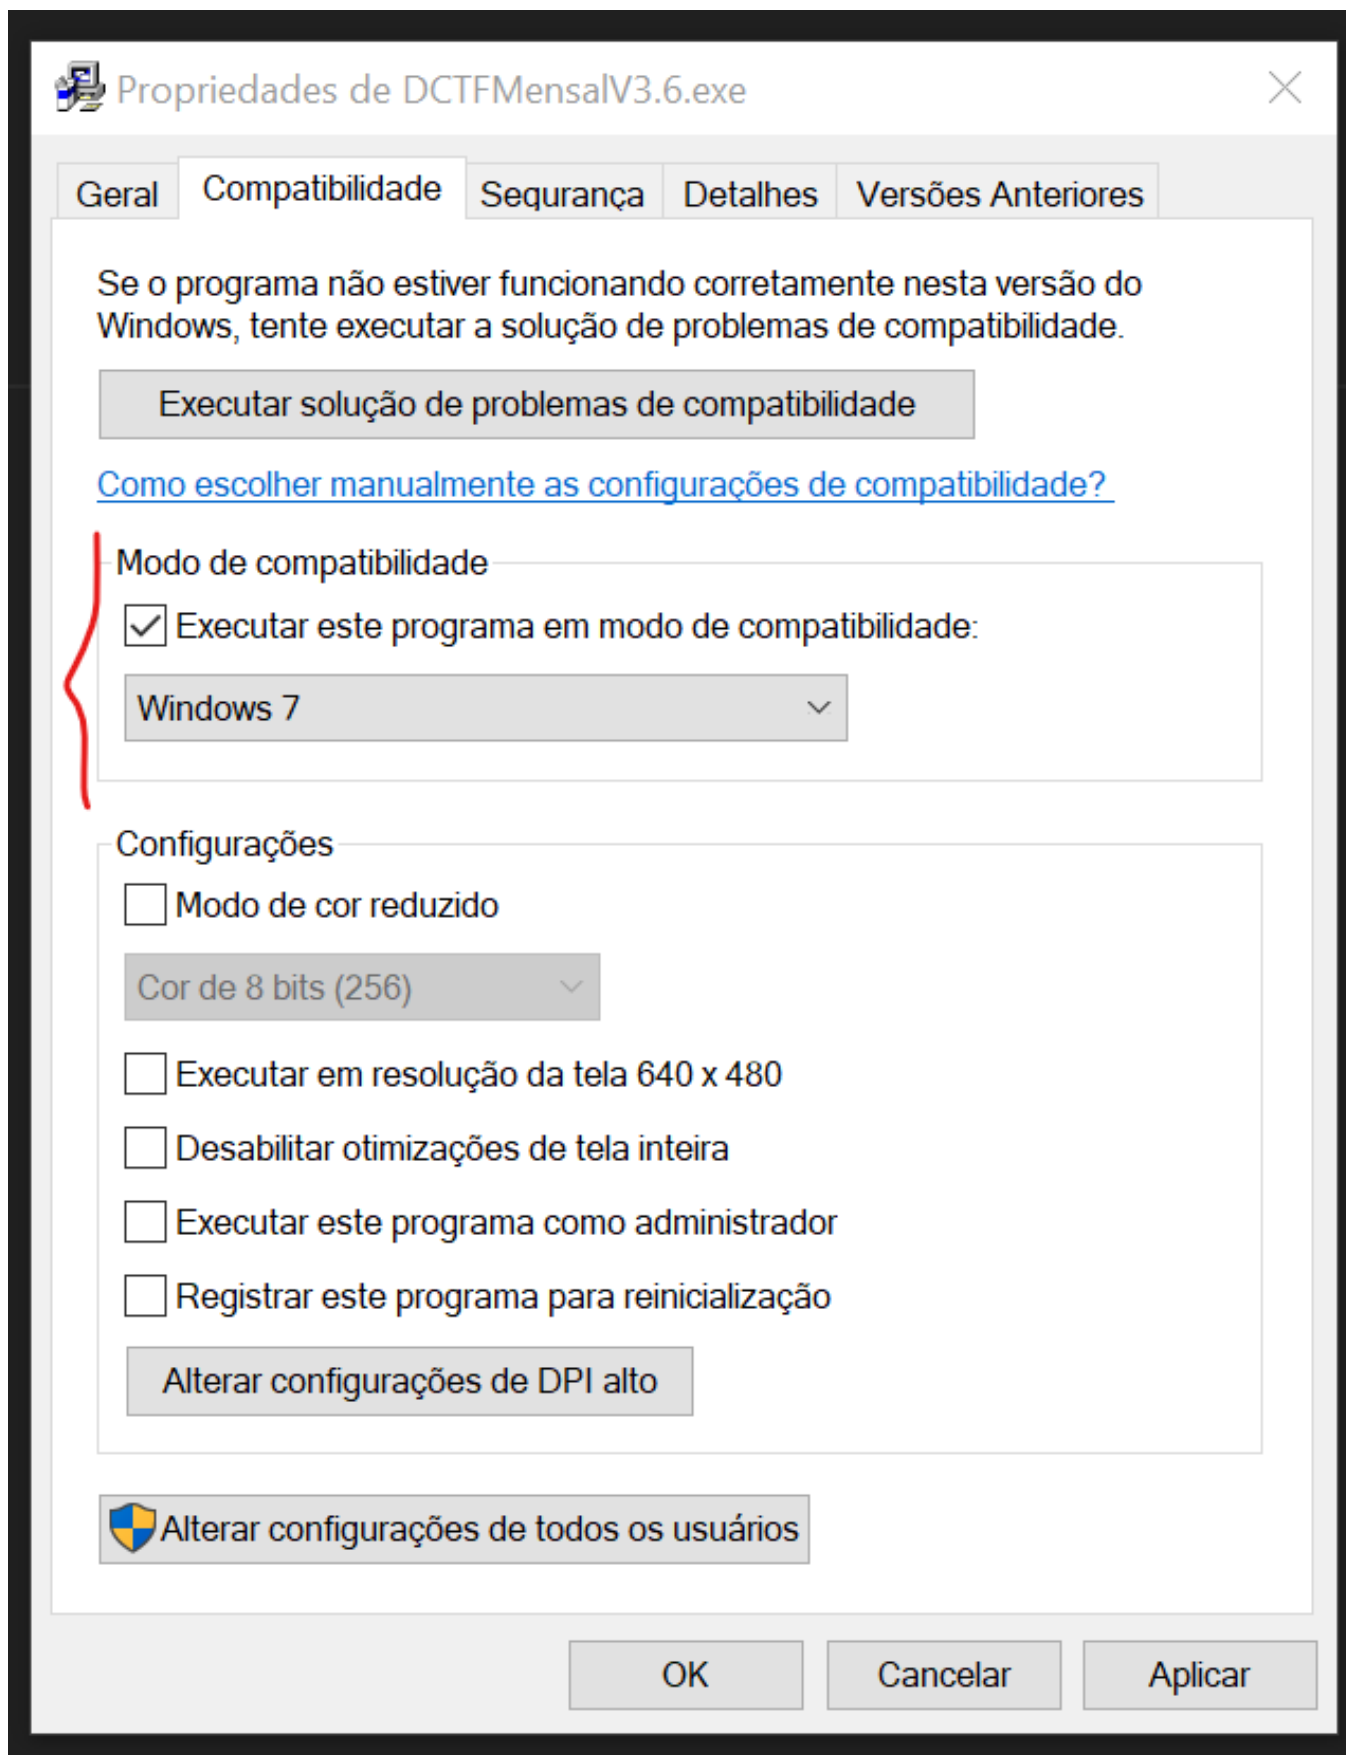 Propriedades de DCTFMensalV3.6.exe
Geral Compatibilidade Segurança Detalhes Versões Anteriores
Se o programa não estiver funcionando corretamente nesta versão do
Windows, tente executar a solução de problemas de compatibilidade.
Executar solução de problemas de compatibilidade
Como escolher manualmente as configurações de compatibilidade?
Modo de compatibilidade
Executar este programa em modo de compatibilidade:
Windows 7
Configurações
Modo de cor reduzido
Cor de 8 bits (256)
Executar em resolução da tela 640 x 480
Desabilitar otimizações de tela inteira
Executar este programa como administrador
Registrar este programa para reinicialização
Alterar configurações de DPI alto
Alterar configurações de todos os usuários
OK Cancelar Aplicar